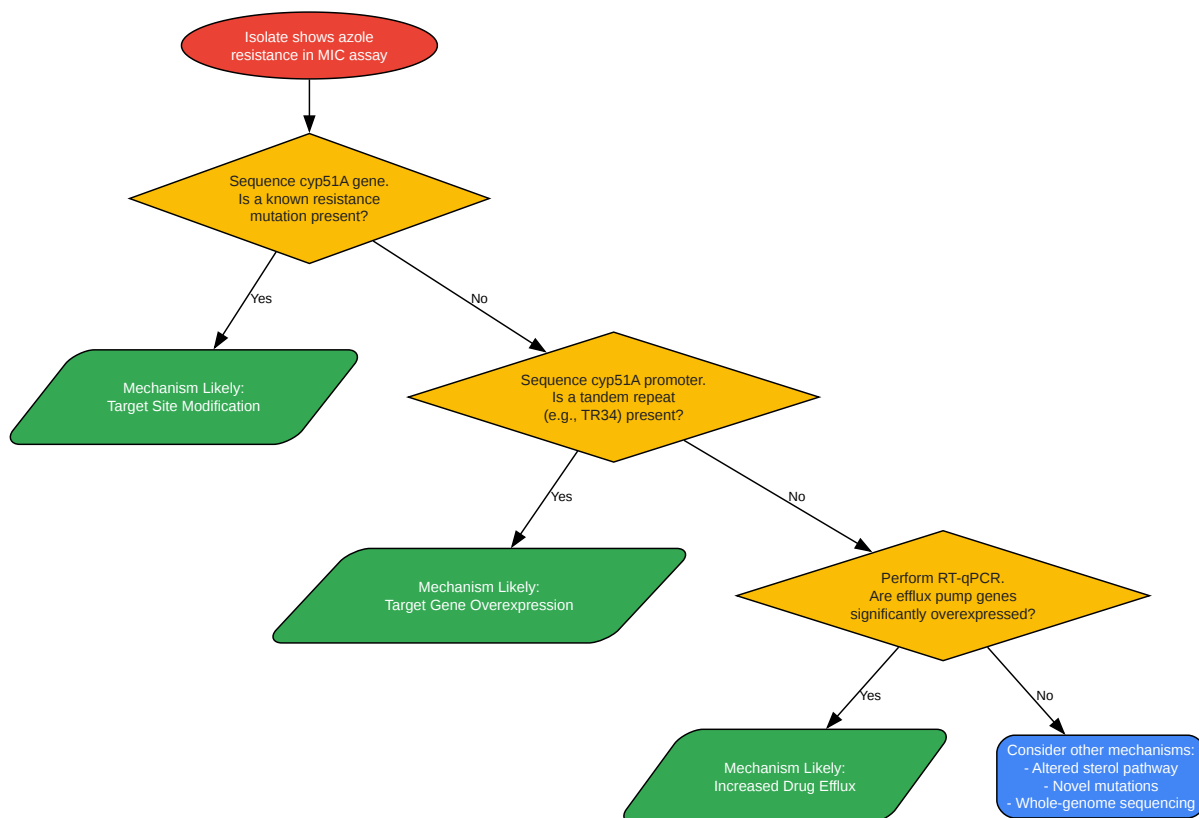 Isolate shows azole
resistance in MIC assay
Sequence cyp51A gene.
Is a known resistance
mutation present?
Yes
No
Mechanism Likely:
Target Site Modification
Sequence cyp51A promoter.
Is a tandem repeat
(e.g., TR34) present?
Yes
No
Mechanism Likely:
Target Gene Overexpression
Perform RT-qPCR.
Are efflux pump genes
significantly overexpressed?
Yes
No
Mechanism Likely:
Increased Drug Efflux
Consider other mechanisms:
- Altered sterol pathway
- Novel mutations
- Whole-genome sequencing